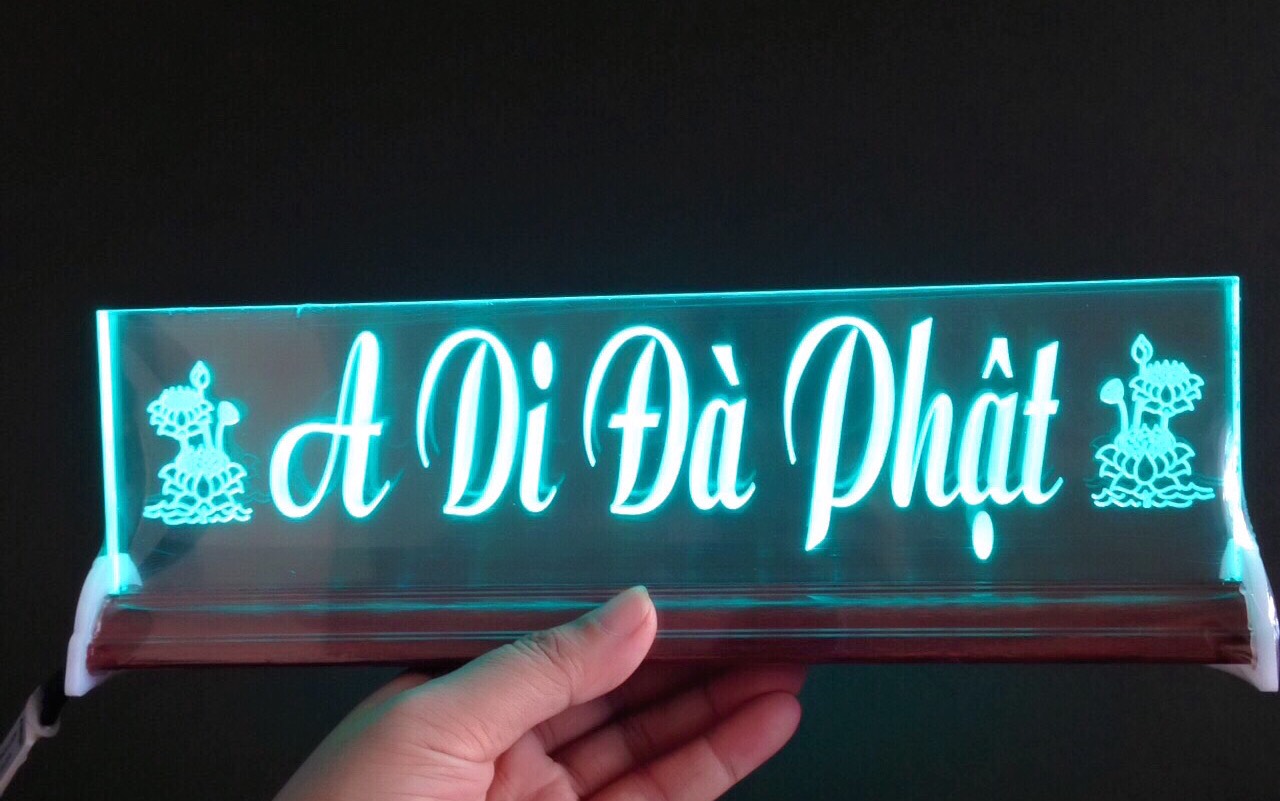 A Di Đà Phật